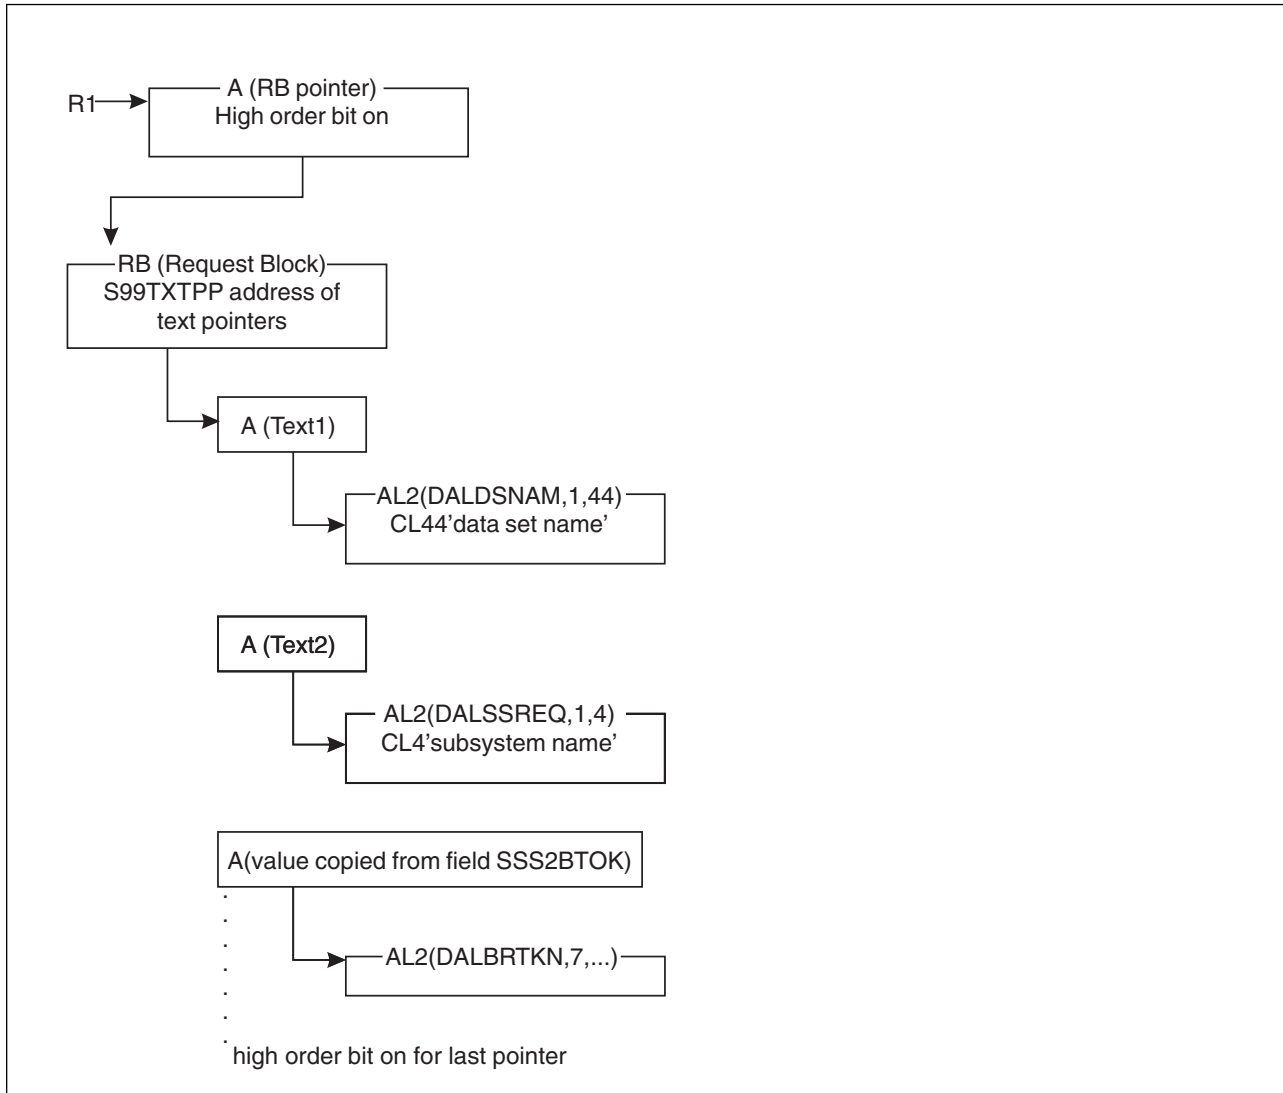 R1
A (RB pointer)
High order bit on
RB (Request Block)
S99TXTPP address of
text pointers
A (Text1)
AL2(DALDSNAM,1,44)
CL44’data set name’
A (Text2)
AL2(DALSSREQ,1,4)
CL4’subsystem name’
A(value copied from field SSS2BTOK)
AL2(DALBRTKN,7,...)
high order bit on for last pointer